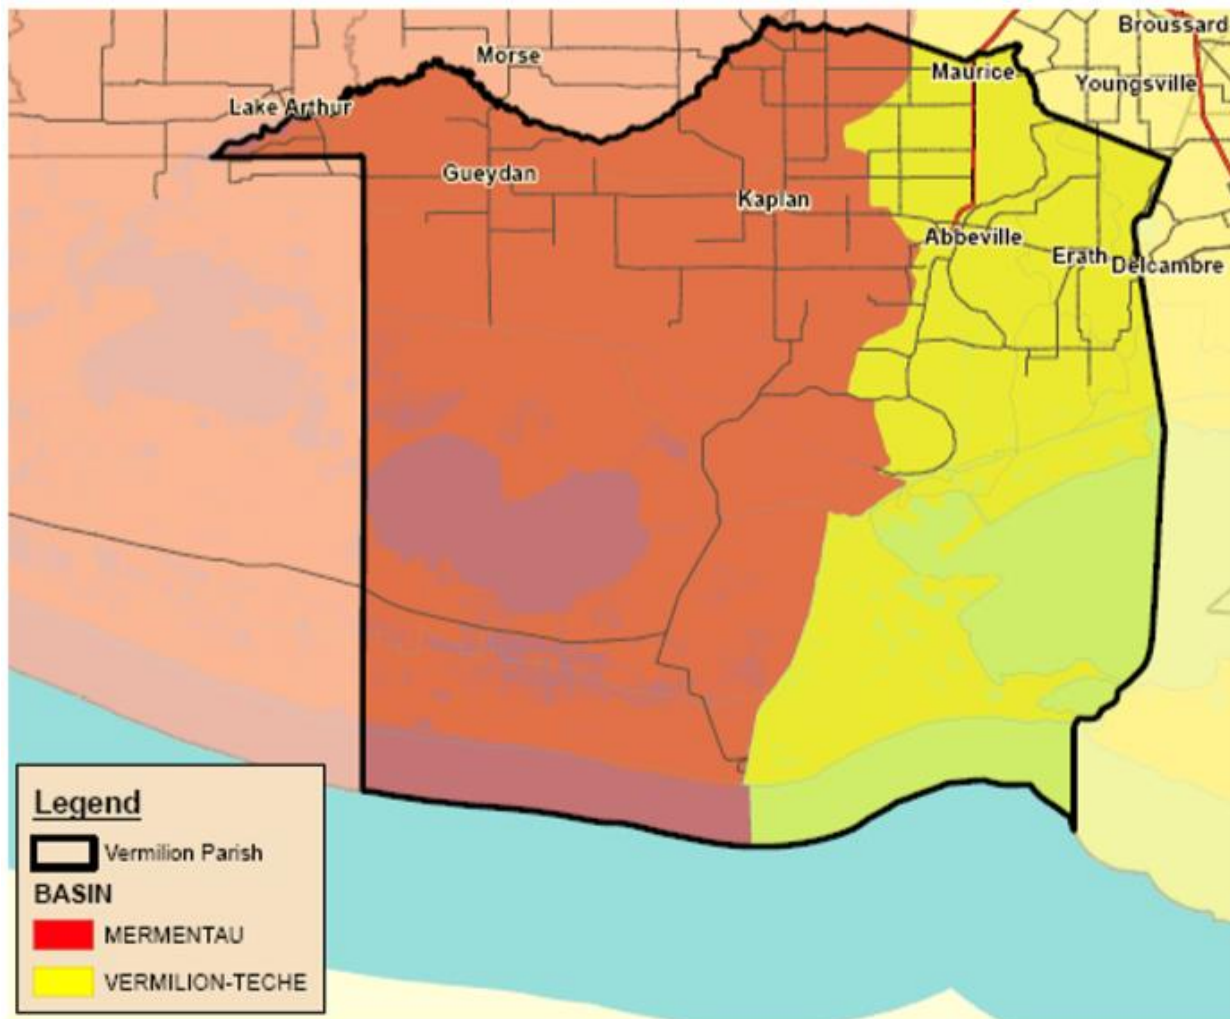 Broussard
Morse
Maurice
Youngsville
Lake Arthur
Gueydan
Kaplan
Abbeville
Erath
Delcambre
Legend
Vermilion Parish
BASIN
MERMENTAU
VERMILION-TECHE